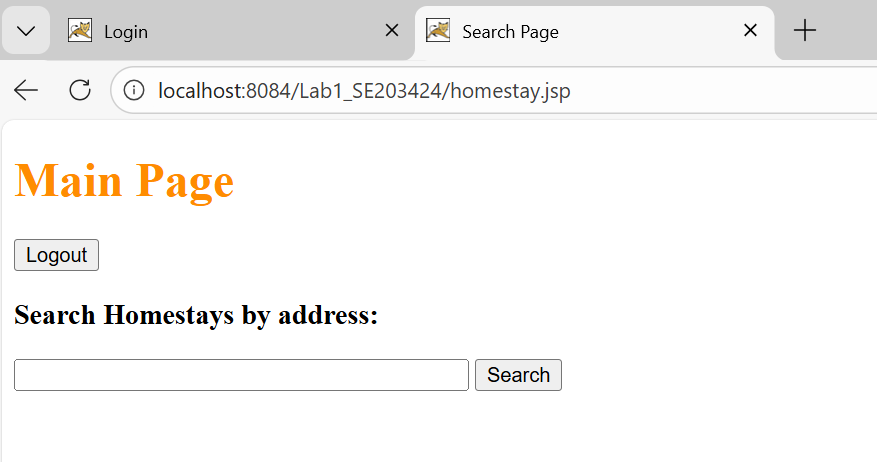 Login
Search Page
localhost:8084/Lab1_SE203424/homestay.jsp
Main Page
Logout
Search Homestays by address:
Search